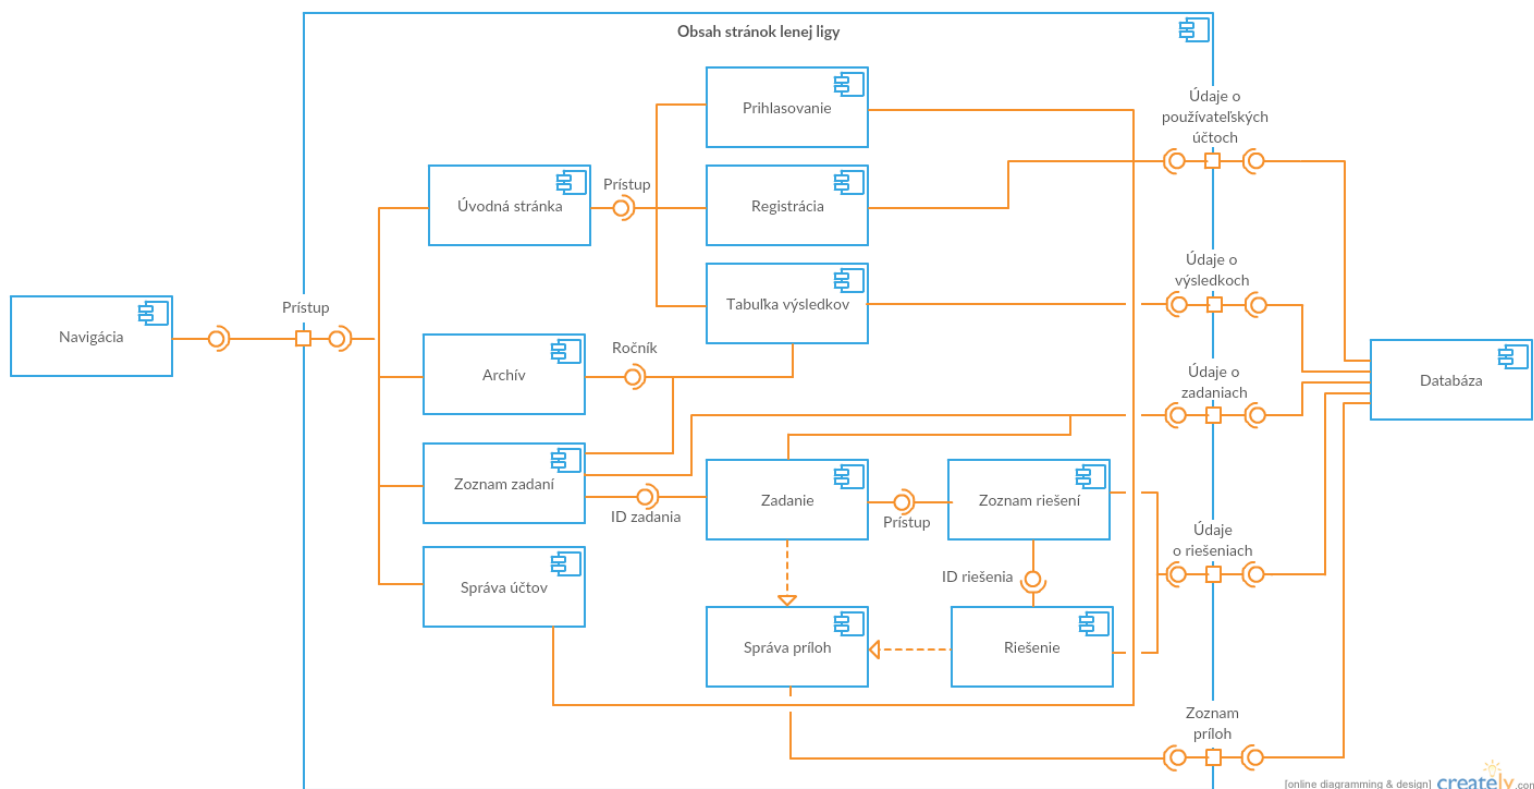 Obsah stránok lenej ligy
Prihlasovanie
Údaje o
používateľských
účtoch
Prístup
Úvodná stránka
Registrácia
Údaje o
výsledkoch
Prístup
Tabuľka výsledkov
Navigácia
Ročník
Archív
Údaje o
zadaniach
Databáza
Zoznam zadaní
ID zadania
Zadanie
Prístup
Zoznam riešení
Údaje
o riešeniach
Správa účtov
ID riešenia
Správa príloh
Riešenie
Zoznam
príloh
[online diagramming & design] creately.com